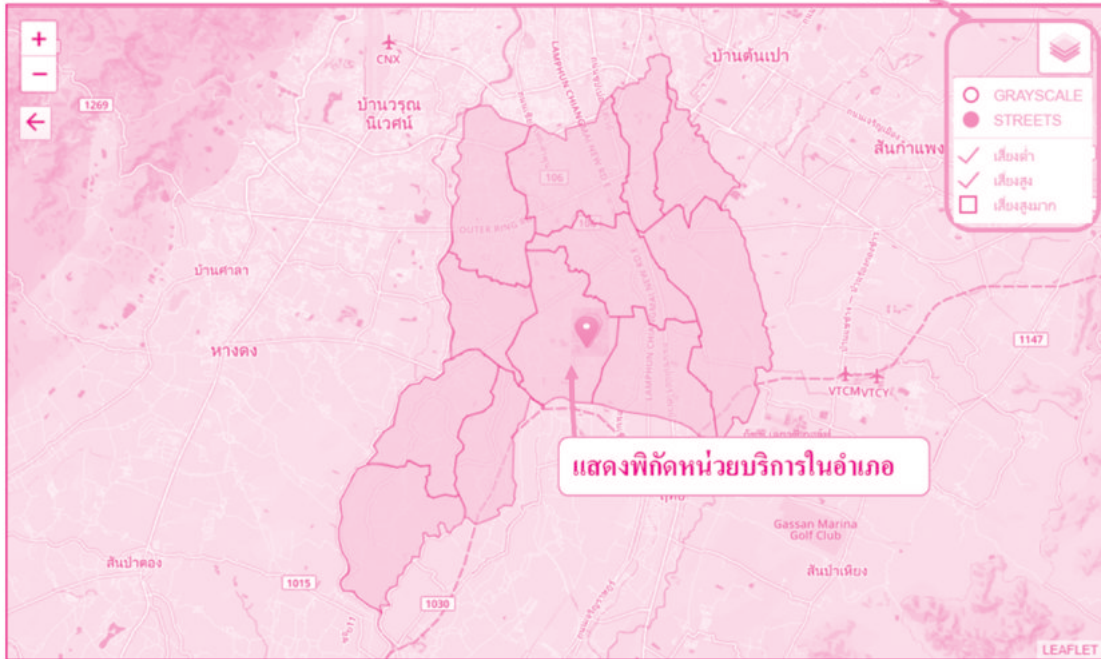 +
−
1269
CNX
บ้านวรุณ
นิเวศน์
บ้านต้นเปา
GRAYSCALE
STREETS
เสี่ยงต่ำ
เสี่ยงสูง
เสี่ยงสูงมาก
สันกำแพง
106
OUTER RING
บ้านศาลา
หางดง
1147
VTCM
VTCY
แสดงพิกัดหน่วยบริการในอำเภอ
Gassan Marina
Golf Club
สันป่าตอง
1015
1030
สันป่าเหียง
LEAFLET